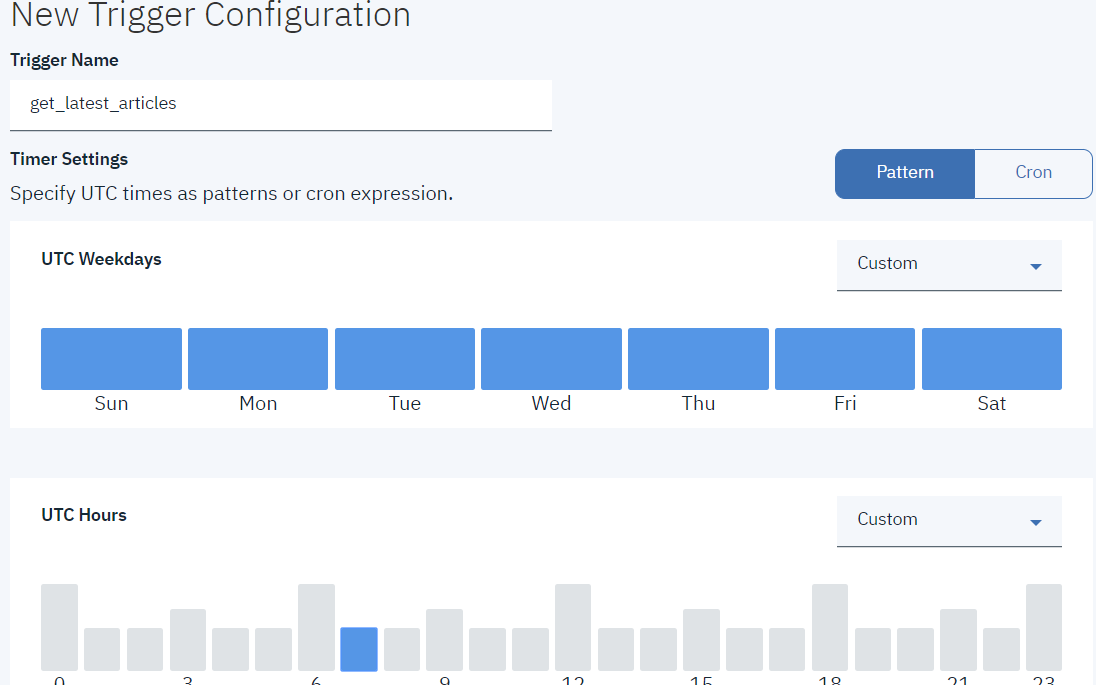 New Trigger Configuration
Trigger Name
get_latest_articles
Timer Settings
Pattern Cron
Specify UTC times as patterns or cron expression.
UTC Weekdays
Custom
Sun Mon Tue Wed Thu Fri Sat
UTC Hours
Custom
0 3 6 9 12 15 18 21 23